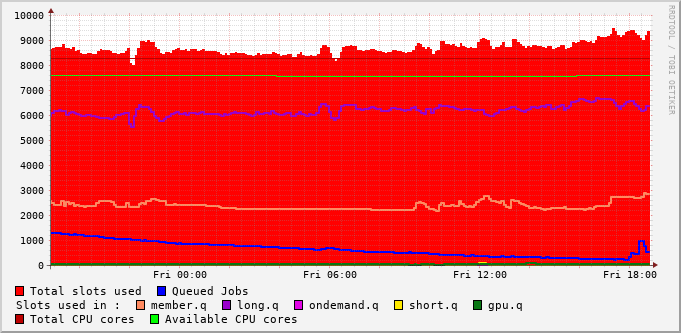 10000
9000
8000
7000
6000
5000
4000
3000
2000
1000
0
Fri 00:00 Fri 06:00 Fri 12:00 Fri 18:00
Total slots used Queued Jobs
Slots used in : member.q long.q ondemand.q short.q gpu.q
Total CPU cores Available CPU cores
RRDTOOL / TOBI OETIKER